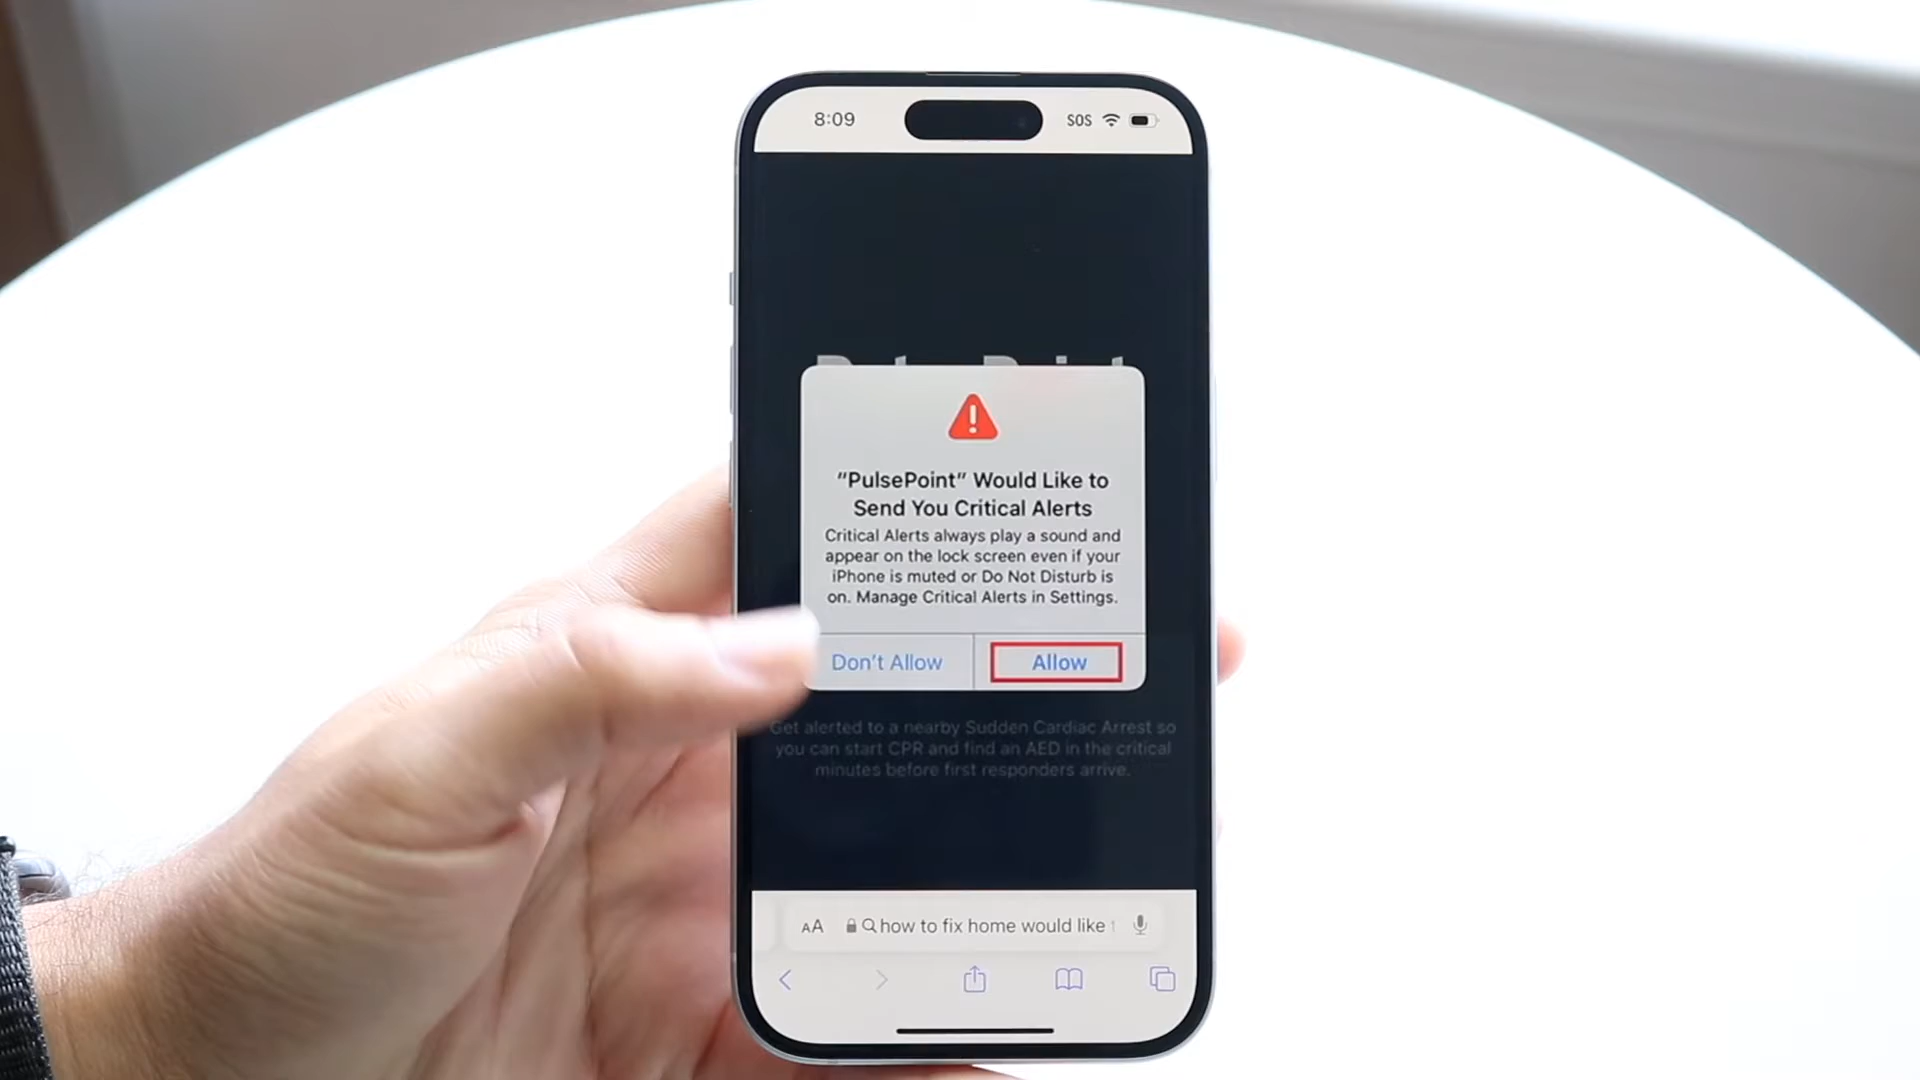 8:09
SOS
"PulsePoint" Would Like to
Send You Critical Alerts
Critical Alerts always play a sound and
appear on the lock screen even if your
iPhone is muted or Do Not Disturb is
on. Manage Critical Alerts in Settings.
Don't Allow
Allow
Get alerted to a nearby Sudden Cardiac Arrest so
you can start CPR and find an AED in the critical
minutes before first responders arrive.
AA
how to fix home would like